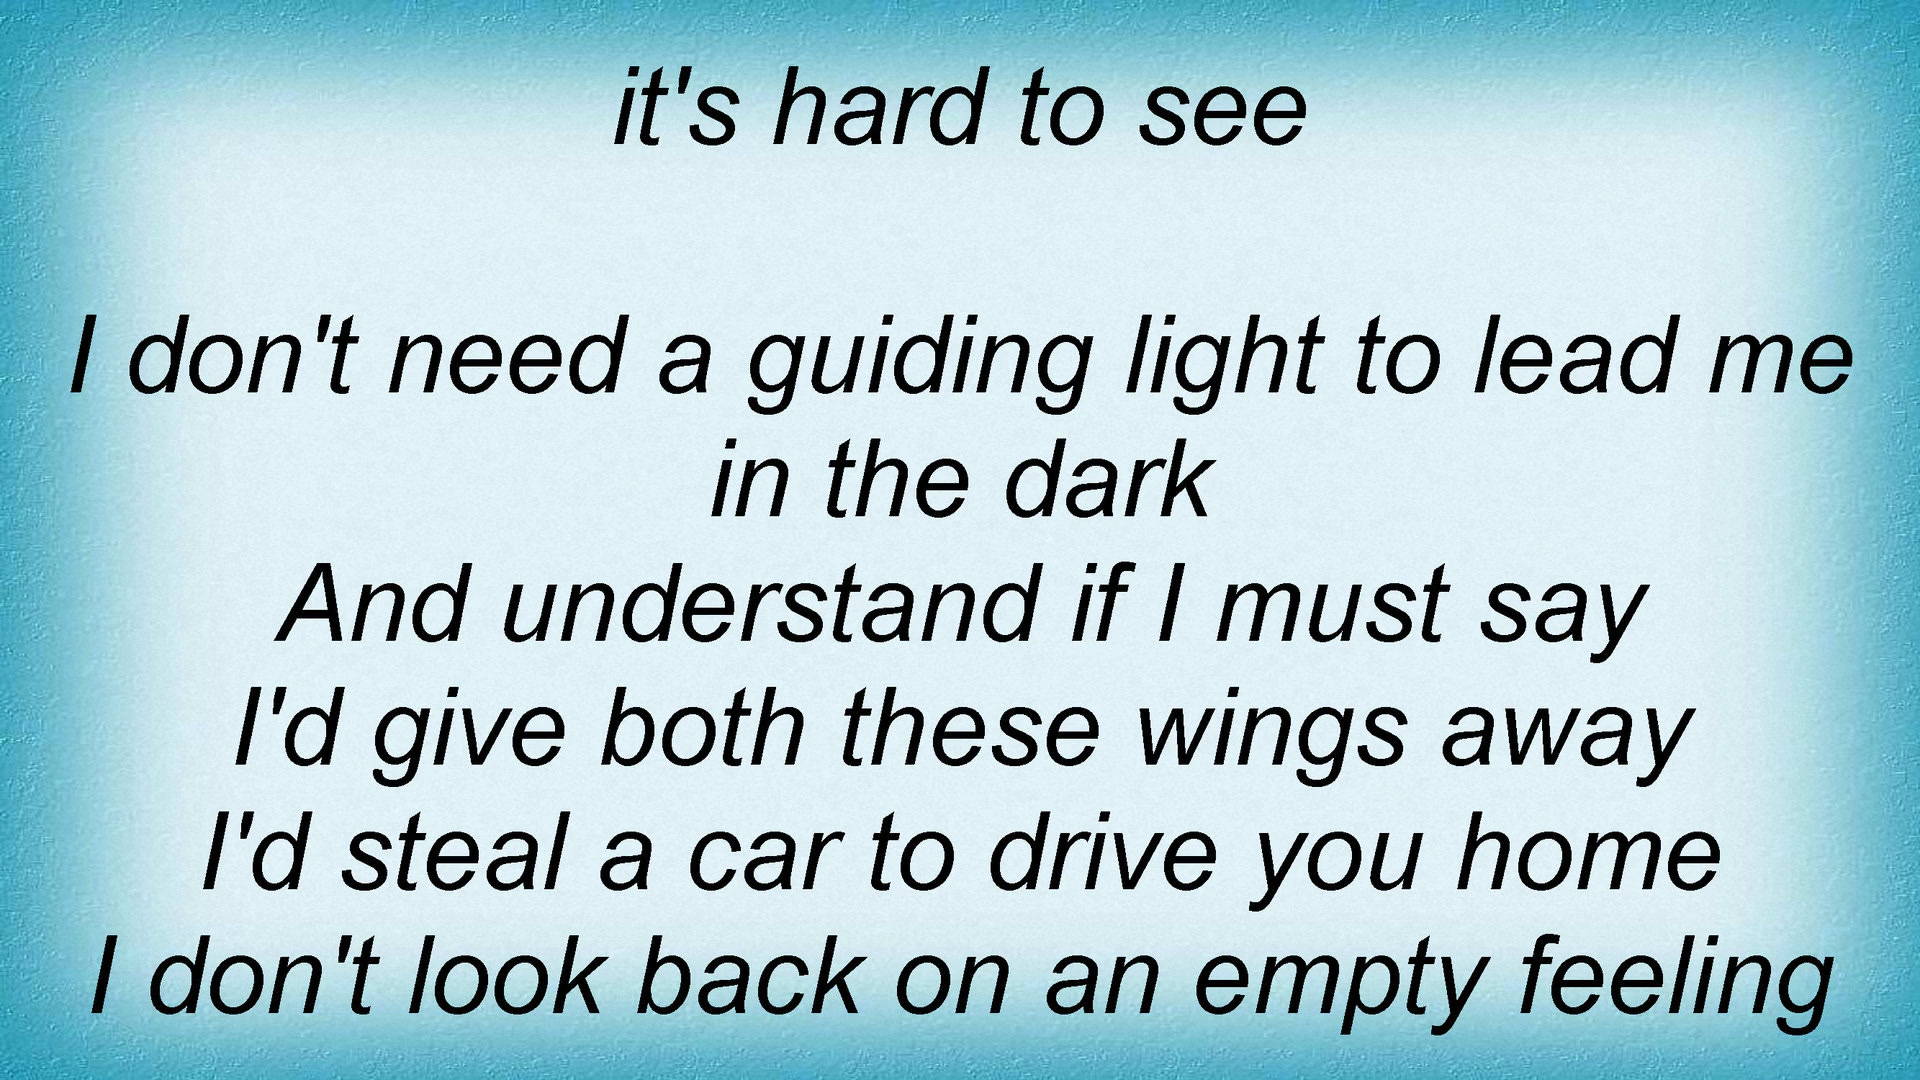 it's hard to see
I don't need a guiding light to lead me
in the dark
And understand if I must say
I'd give both these wings away
I'd steal a car to drive you home
I don't look back on an empty feeling